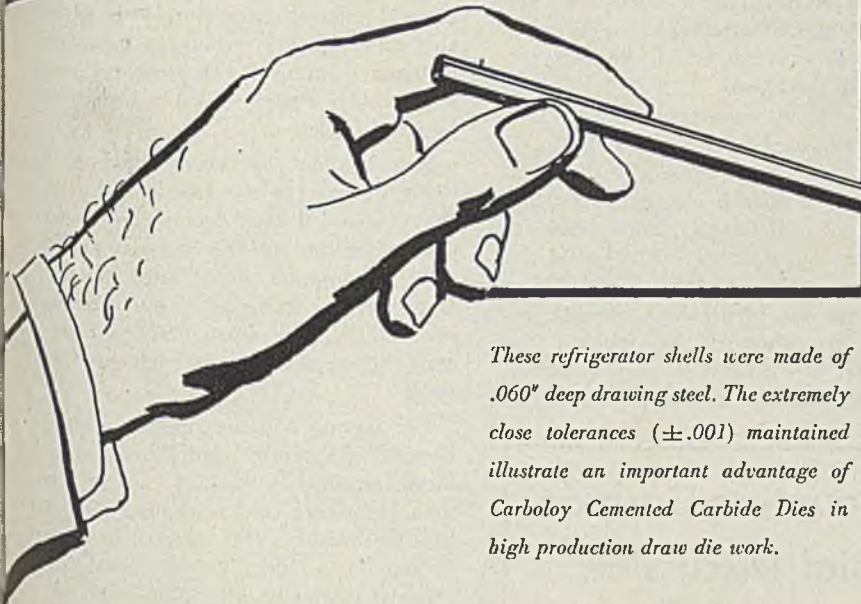 These refrigerator shells were made of
.060" deep drawing steel. The extremely
close tolerances (±.001) maintained
illustrate an important advantage of
Carboloy Cemented Carbide Dies in
high production draw die work.